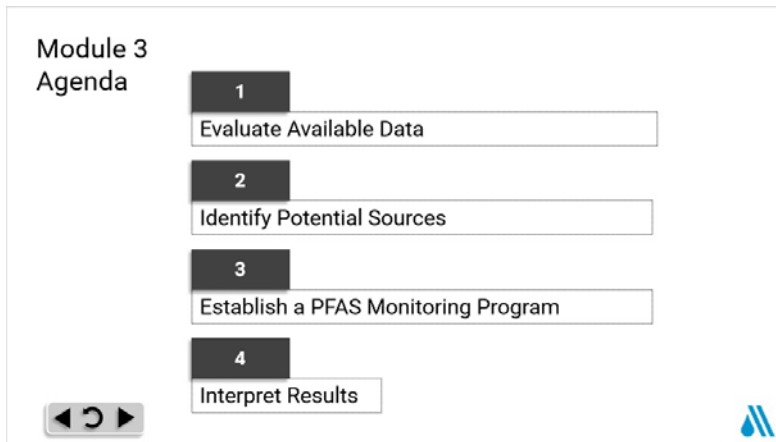 Module 3
Agenda
1
Evaluate Available Data
2
Identify Potential Sources
3
Establish a PFAS Monitoring Program
4
Interpret Results